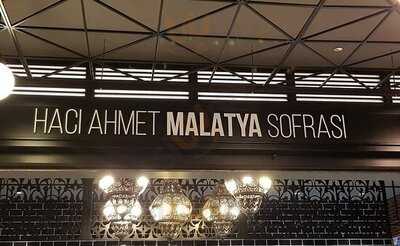 HACI AHMET MALATYA SOFRASI